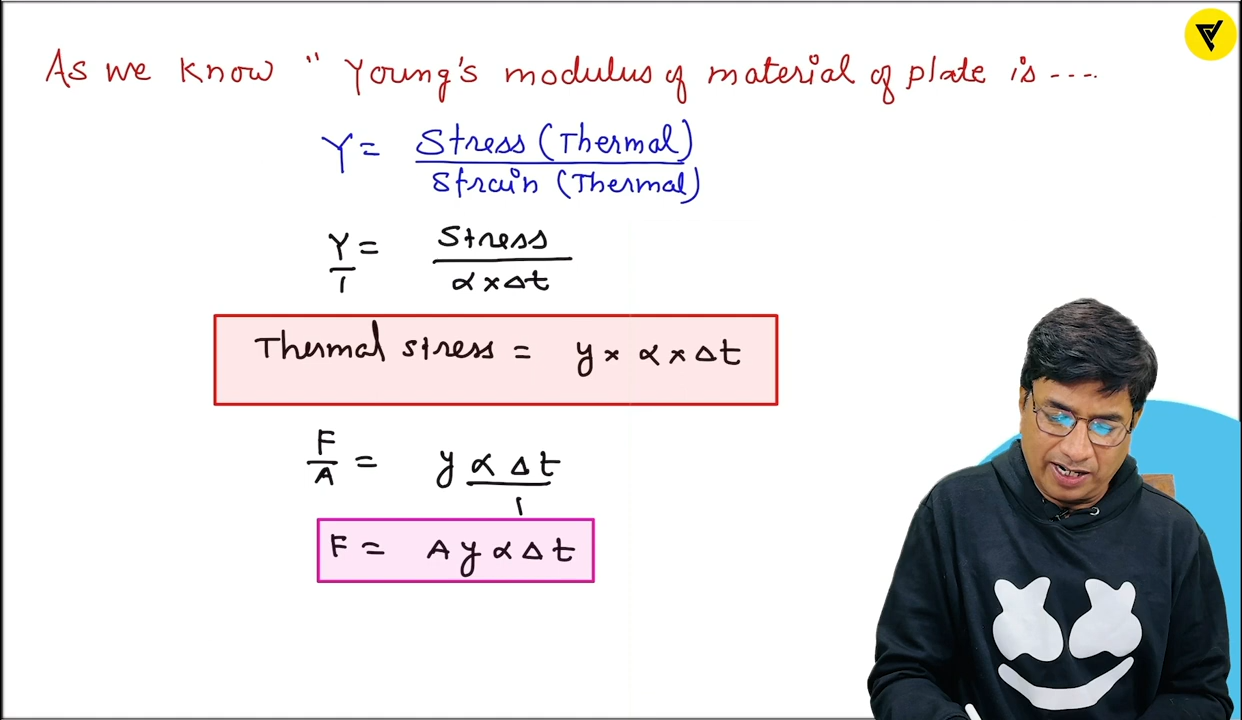 As we know " Young's modulus of material of plate is ----
Y = Stress (Thermal) / Strain (Thermal)
Y/1 = Stress / α × Δt
Thermal stress = y × α × Δt
F/A = y α Δt / 1
F = A y α Δt